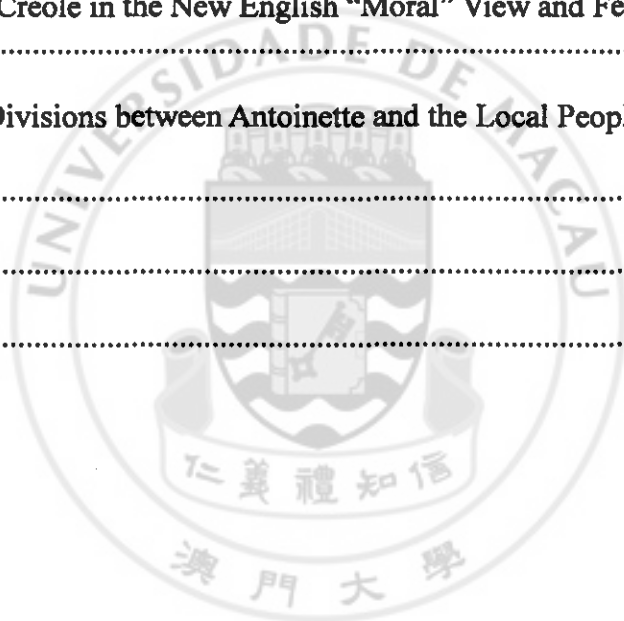 Creole in the New English “Moral” View and Fe
Divisions between Antoinette and the Local Peopl
UNIVERSIDADE DE MACAU
仁義禮知信
澳門大學